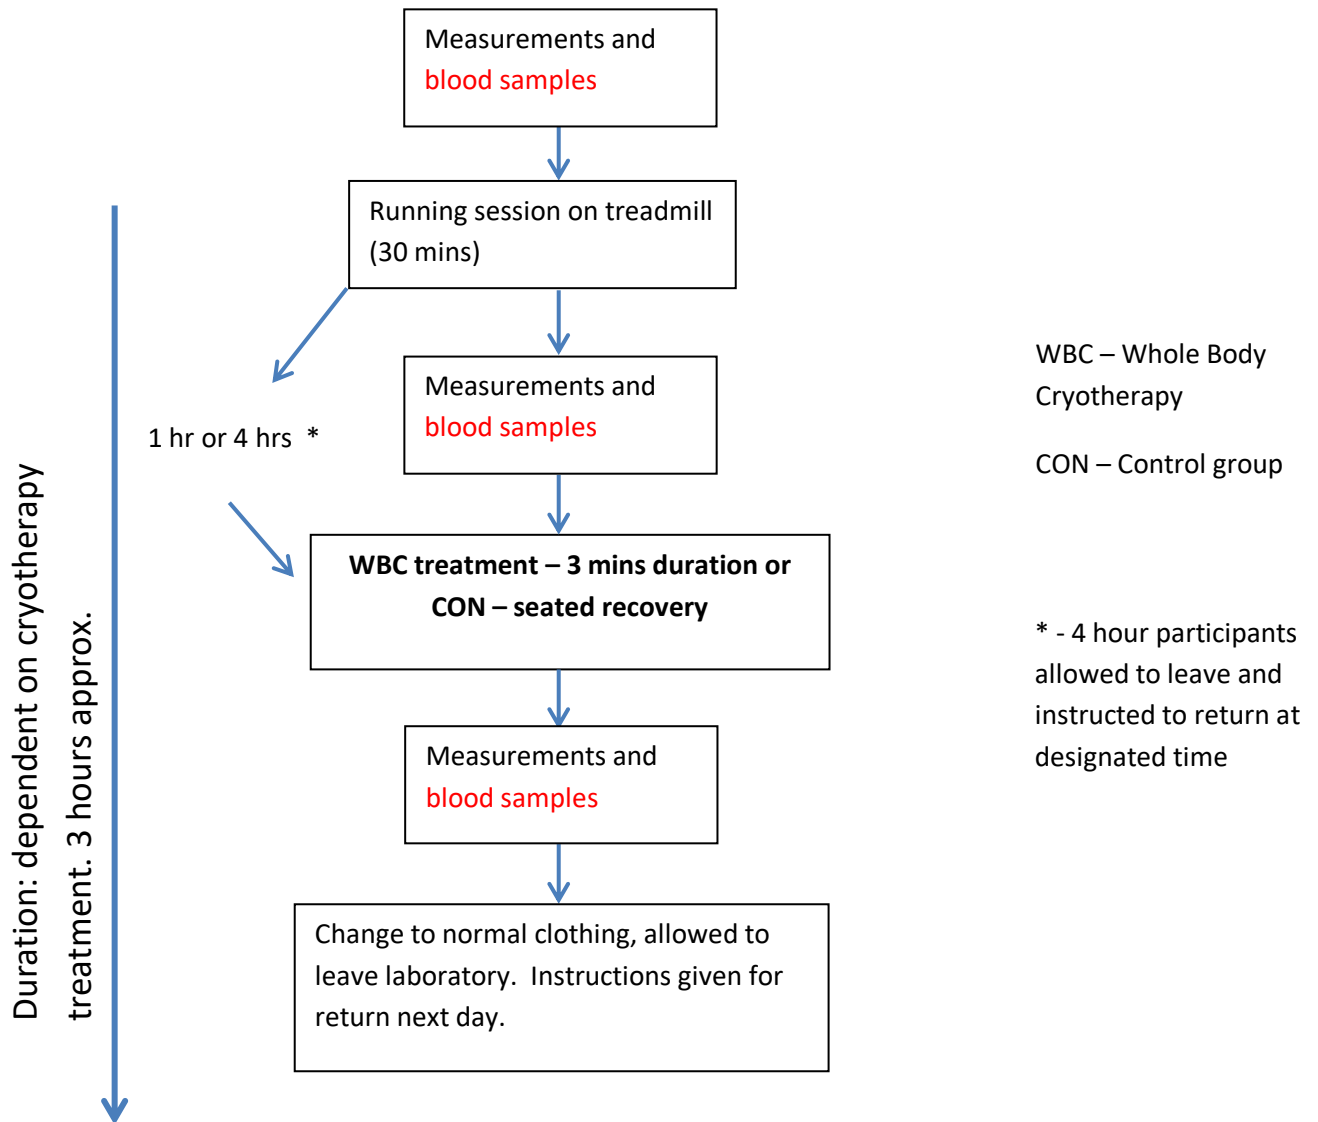 Measurements and
blood samples
Running session on treadmill
(30 mins)
Measurements and
blood samples
1 hr or 4 hrs *
WBC treatment – 3 mins duration or
CON – seated recovery
Measurements and
blood samples
Change to normal clothing, allowed to
leave laboratory. Instructions given for
return next day.
Duration: dependent on cryotherapy
treatment. 3 hours approx.
WBC – Whole Body
Cryotherapy
CON – Control group
* - 4 hour participants
allowed to leave and
instructed to return at
designated time